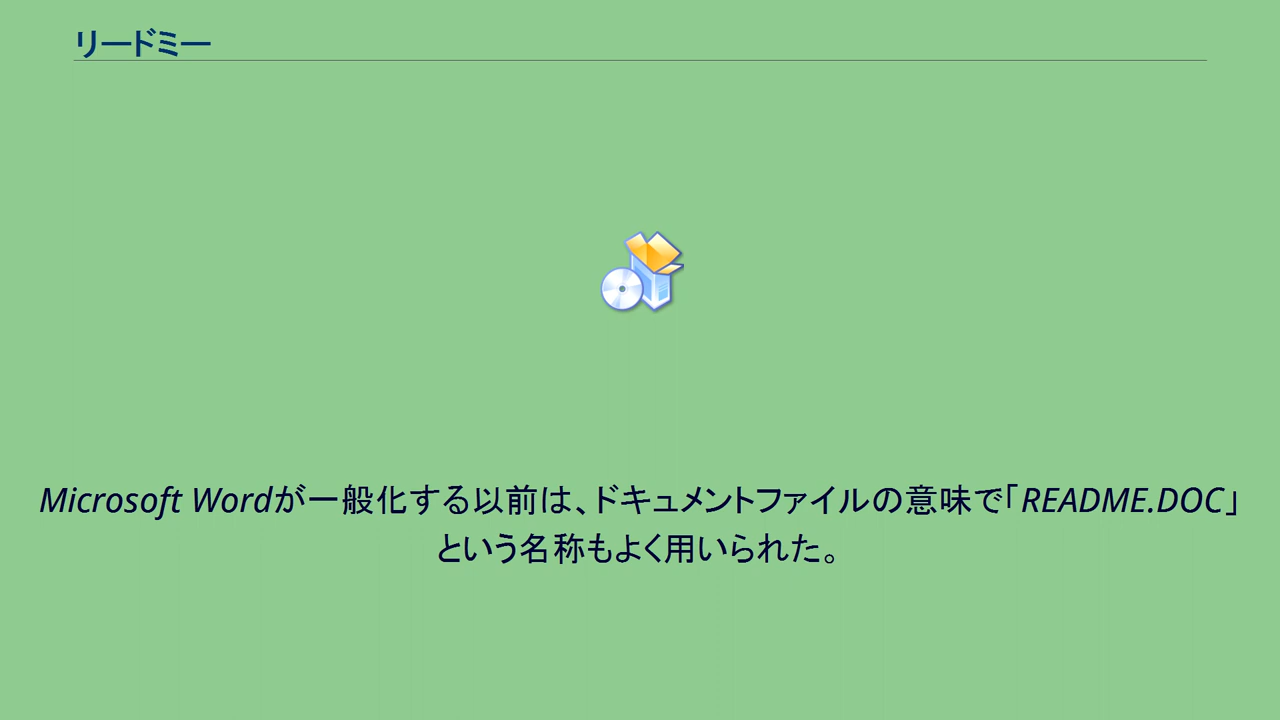 リードミー
Microsoft Wordが一般化する以前は、ドキュメントファイルの意味で「README.DOC」
という名称もよく用いられた。